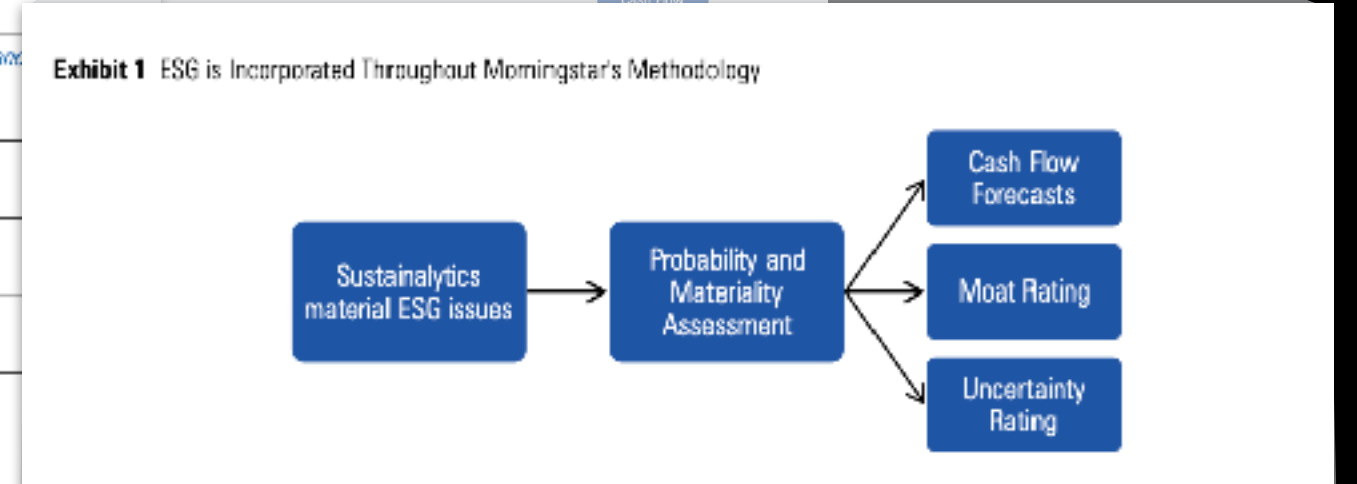 Exhibit 1 ESG is Incorporated Throughout Morningstar's Methodology
Cash Flow
Forecasts
Sustainalytics
material ESG issues
Probability and
Materiality
Assessment
Moat Rating
Uncertainty
Rating